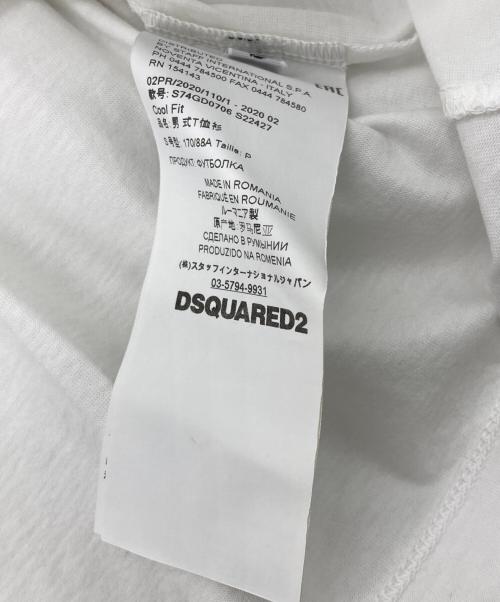 DISTRIBUTED
BY STAFF INTERNATIONAL S.P.A
NOVENTA VICENTINA - ITALY
PH 0444 784500 FAX 0444 784580
RN 154143
EAC
02PR/2020/110/1 - 2020 02
款号: S74GD0706 S22427
Cool Fit
品名: 男式T恤衫
S 号型: 170/88A Taille: P
ПРОДУКТ: ФУТБОЛКА
MADE IN ROMANIA
FABRIQUÉ EN ROUMANIE
ルーマニア製
原产地: 罗马尼亚
СДЕЛАНО В РУМЫНИИ
PRODUZIDO NA ROMENIA
(株)スタッフインターナショナルジャパン
03-5794-9931
DSQUARED2